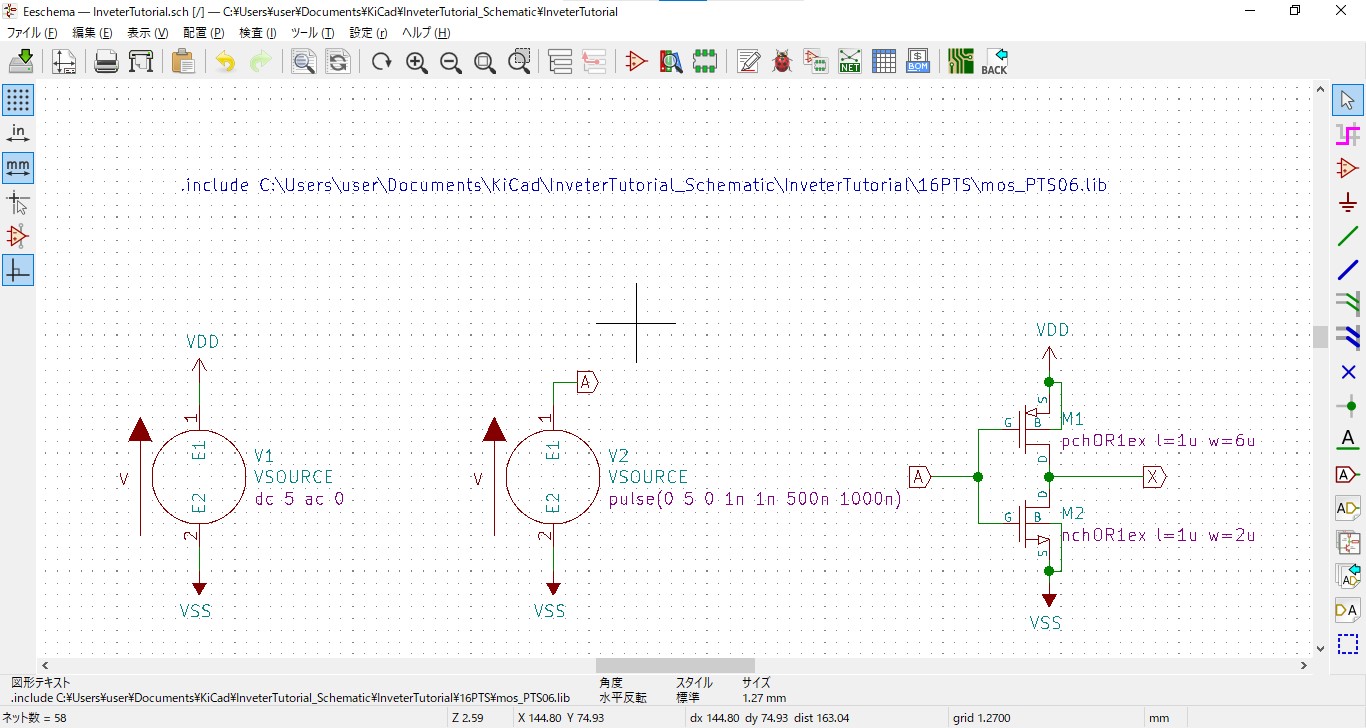 Eeschema — InveterTutorial.sch [/] — C:¥Users¥user¥Documents¥KiCad¥InveterTutorial_Schematic¥InveterTutorial
ファイル (F) 編集 (E) 表示 (V) 配置 (P) 検査 (I) ツール (T) 設定 (r) ヘルプ (H)
NET
BOM
BACK
in
mm
.include C:\Users\user\Documents\KiCad\InveterTutorial_Schematic\InveterTutorial\16PTS\mos_PTS06.lib
VDD
1
E1
V
E2
2
V1
VSOURCE
dc 5 ac 0
VSS
A
1
E1
V
E2
2
V2
VSOURCE
pulse(0 5 0 1n 1n 500n 1000n)
VSS
VDD
S
G
B
D
M1
pchOR1ex l=1u w=6u
A
X
D
G
B
S
M2
nchOR1ex l=1u w=2u
VSS
A
A
AD
AD
DA
図形テキスト 角度 スタイル サイズ
.include C:¥Users¥user¥Documents¥KiCad¥InveterTutorial_Schematic¥InveterTutorial¥16PTS¥mos_PTS06.lib 水平反転 標準 1.27 mm
ネット数 = 58 Z 2.59 X 144.80 Y 74.93 dx 144.80 dy 74.93 dist 163.04 grid 1.2700 mm